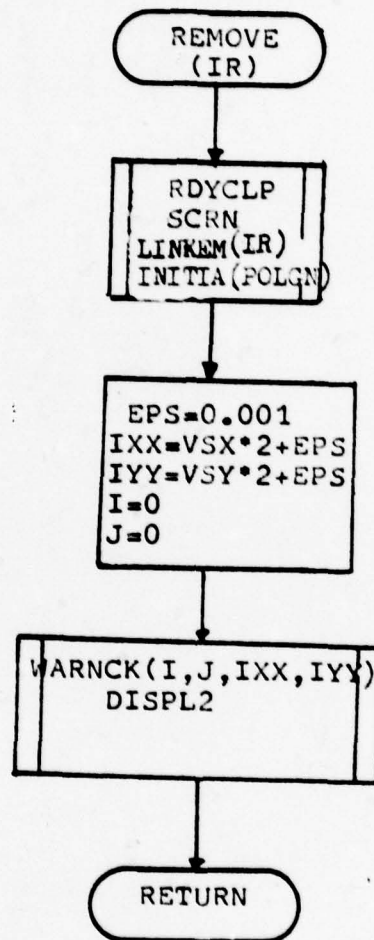 REMOVE
(IR)
RDYCLP
SCRN
LINKEM(IR)
INITIA(POLGN)
EPS=0.001
IXX=VSX*2+EPS
IYY=VSY*2+EPS
I=0
J=0
WARNCK(I,J,IXX,IYY)
DISPL2
RETURN